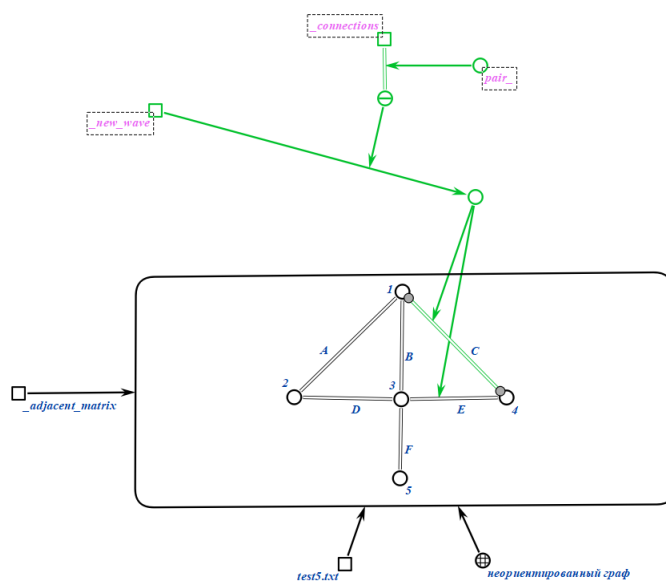 _connections
pair_
_new_wave
1
A
B
C
2
3
4
D
E
F
5
_adjacent_matrix
test5.txt
неориентированный граф